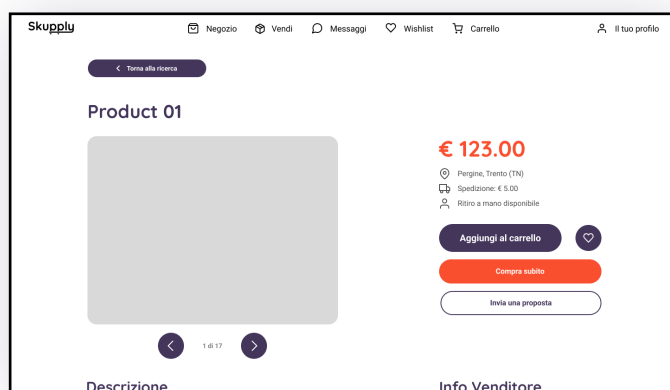 Skupply Negozio Vendi Messaggi Wishlist Carrello Il tuo profilo
Torna alla ricerca
Product 01
€ 123.00
Pergine, Trento (TN)
Spedizione: € 5.00
Ritiro a mano disponibile
Aggiungi al carrello
Compra subito
Invia una proposta
1 di 17
Descrizione
Info Venditore